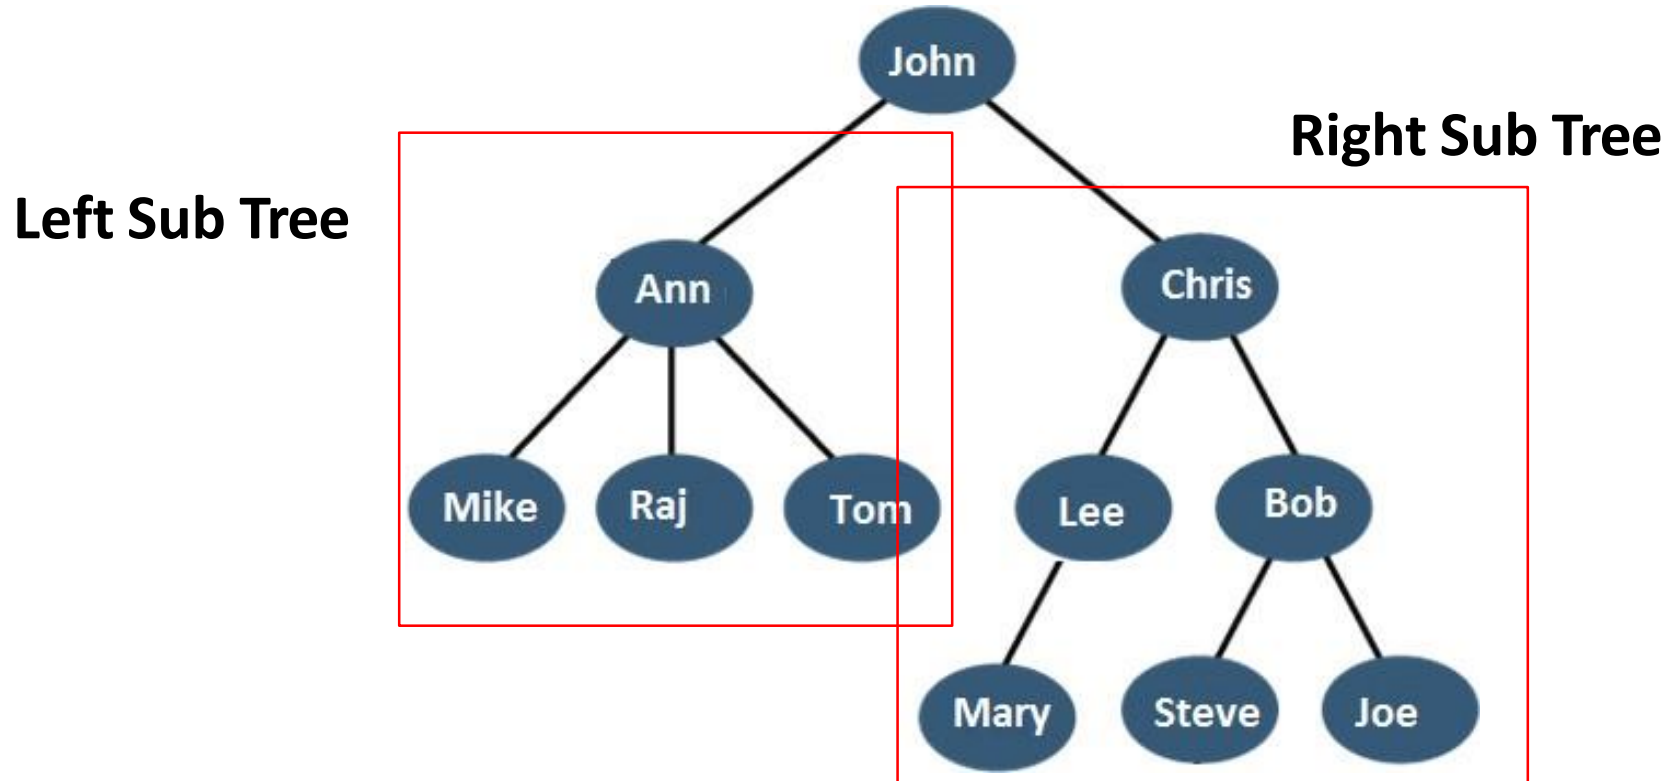 John
Right Sub Tree
Left Sub Tree
Ann
Chris
Mike
Raj
Tom
Lee
Bob
Mary
Steve
Joe